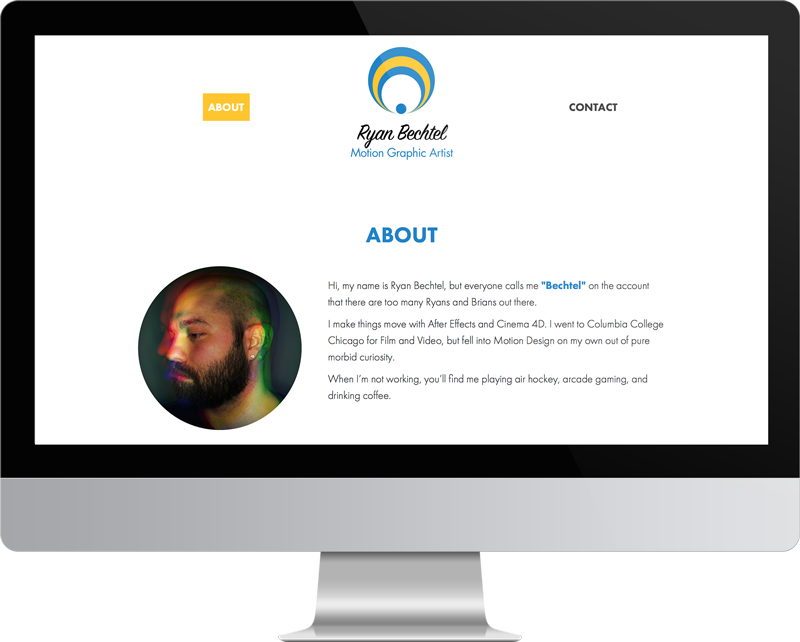 ABOUT
CONTACT
Ryan Bechtel
Motion Graphic Artist
ABOUT
Hi, my name is Ryan Bechtel, but everyone calls me "Bechtel" on the account
that there are too many Ryans and Brians out there.
I make things move with After Effects and Cinema 4D. I went to Columbia College
Chicago for Film and Video, but fell into Motion Design on my own out of pure
morbid curiosity.
When I’m not working, you’ll find me playing air hockey, arcade gaming, and
drinking coffee.